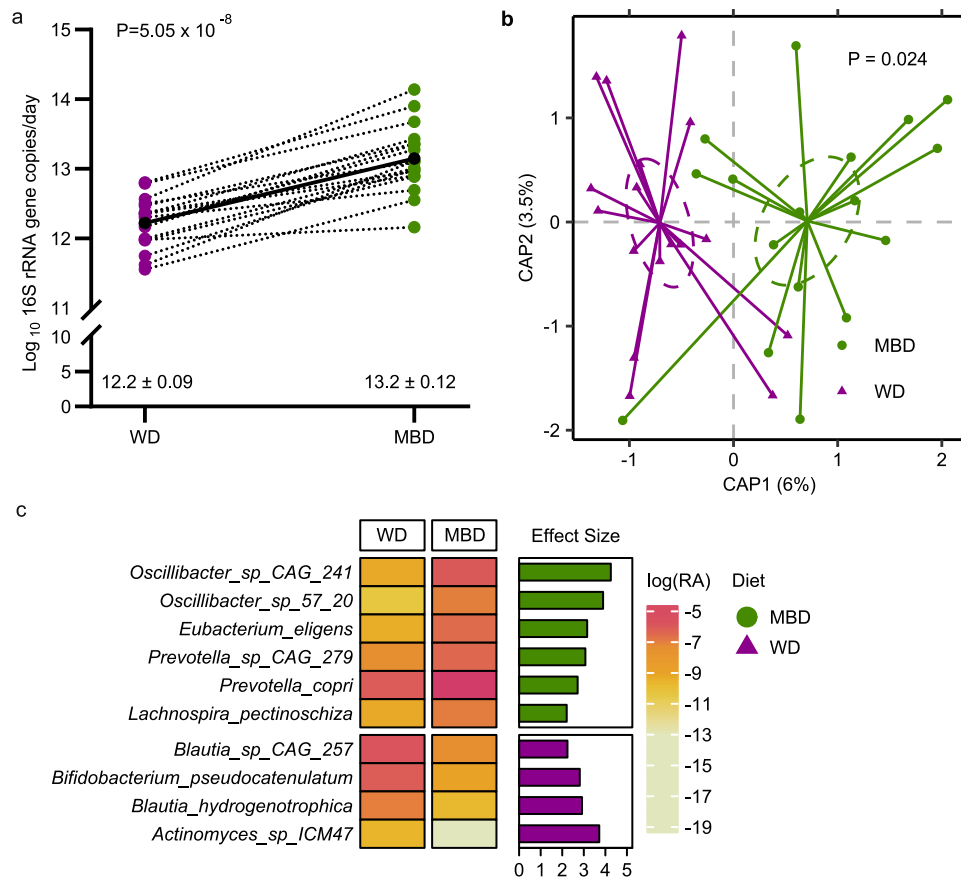 a
P=5.05 x 10⁻⁸
Log₁₀ 16S rRNA gene copies/day
15
14
13
12
11
10
5
0
12.2 ± 0.09
13.2 ± 0.12
WD
MBD
b
P = 0.024
CAP2 (3.5%)
1
0
-1
-2
MBD
WD
-1
0
1
2
CAP1 (6%)
c
WD
MBD
Effect Size
Oscillibacter_sp_CAG_241
Oscillibacter_sp_57_20
Eubacterium_eligens
Prevotella_sp_CAG_279
Prevotella_copri
Lachnospira_pectinoschiza
Blautia_sp_CAG_257
Bifidobacterium_pseudocatenulatum
Blautia_hydrogenotrophica
Actinomyces_sp_ICM47
0 1 2 3 4 5
log(RA)
-5
-7
-9
-11
-13
-15
-17
-19
Diet
MBD
WD